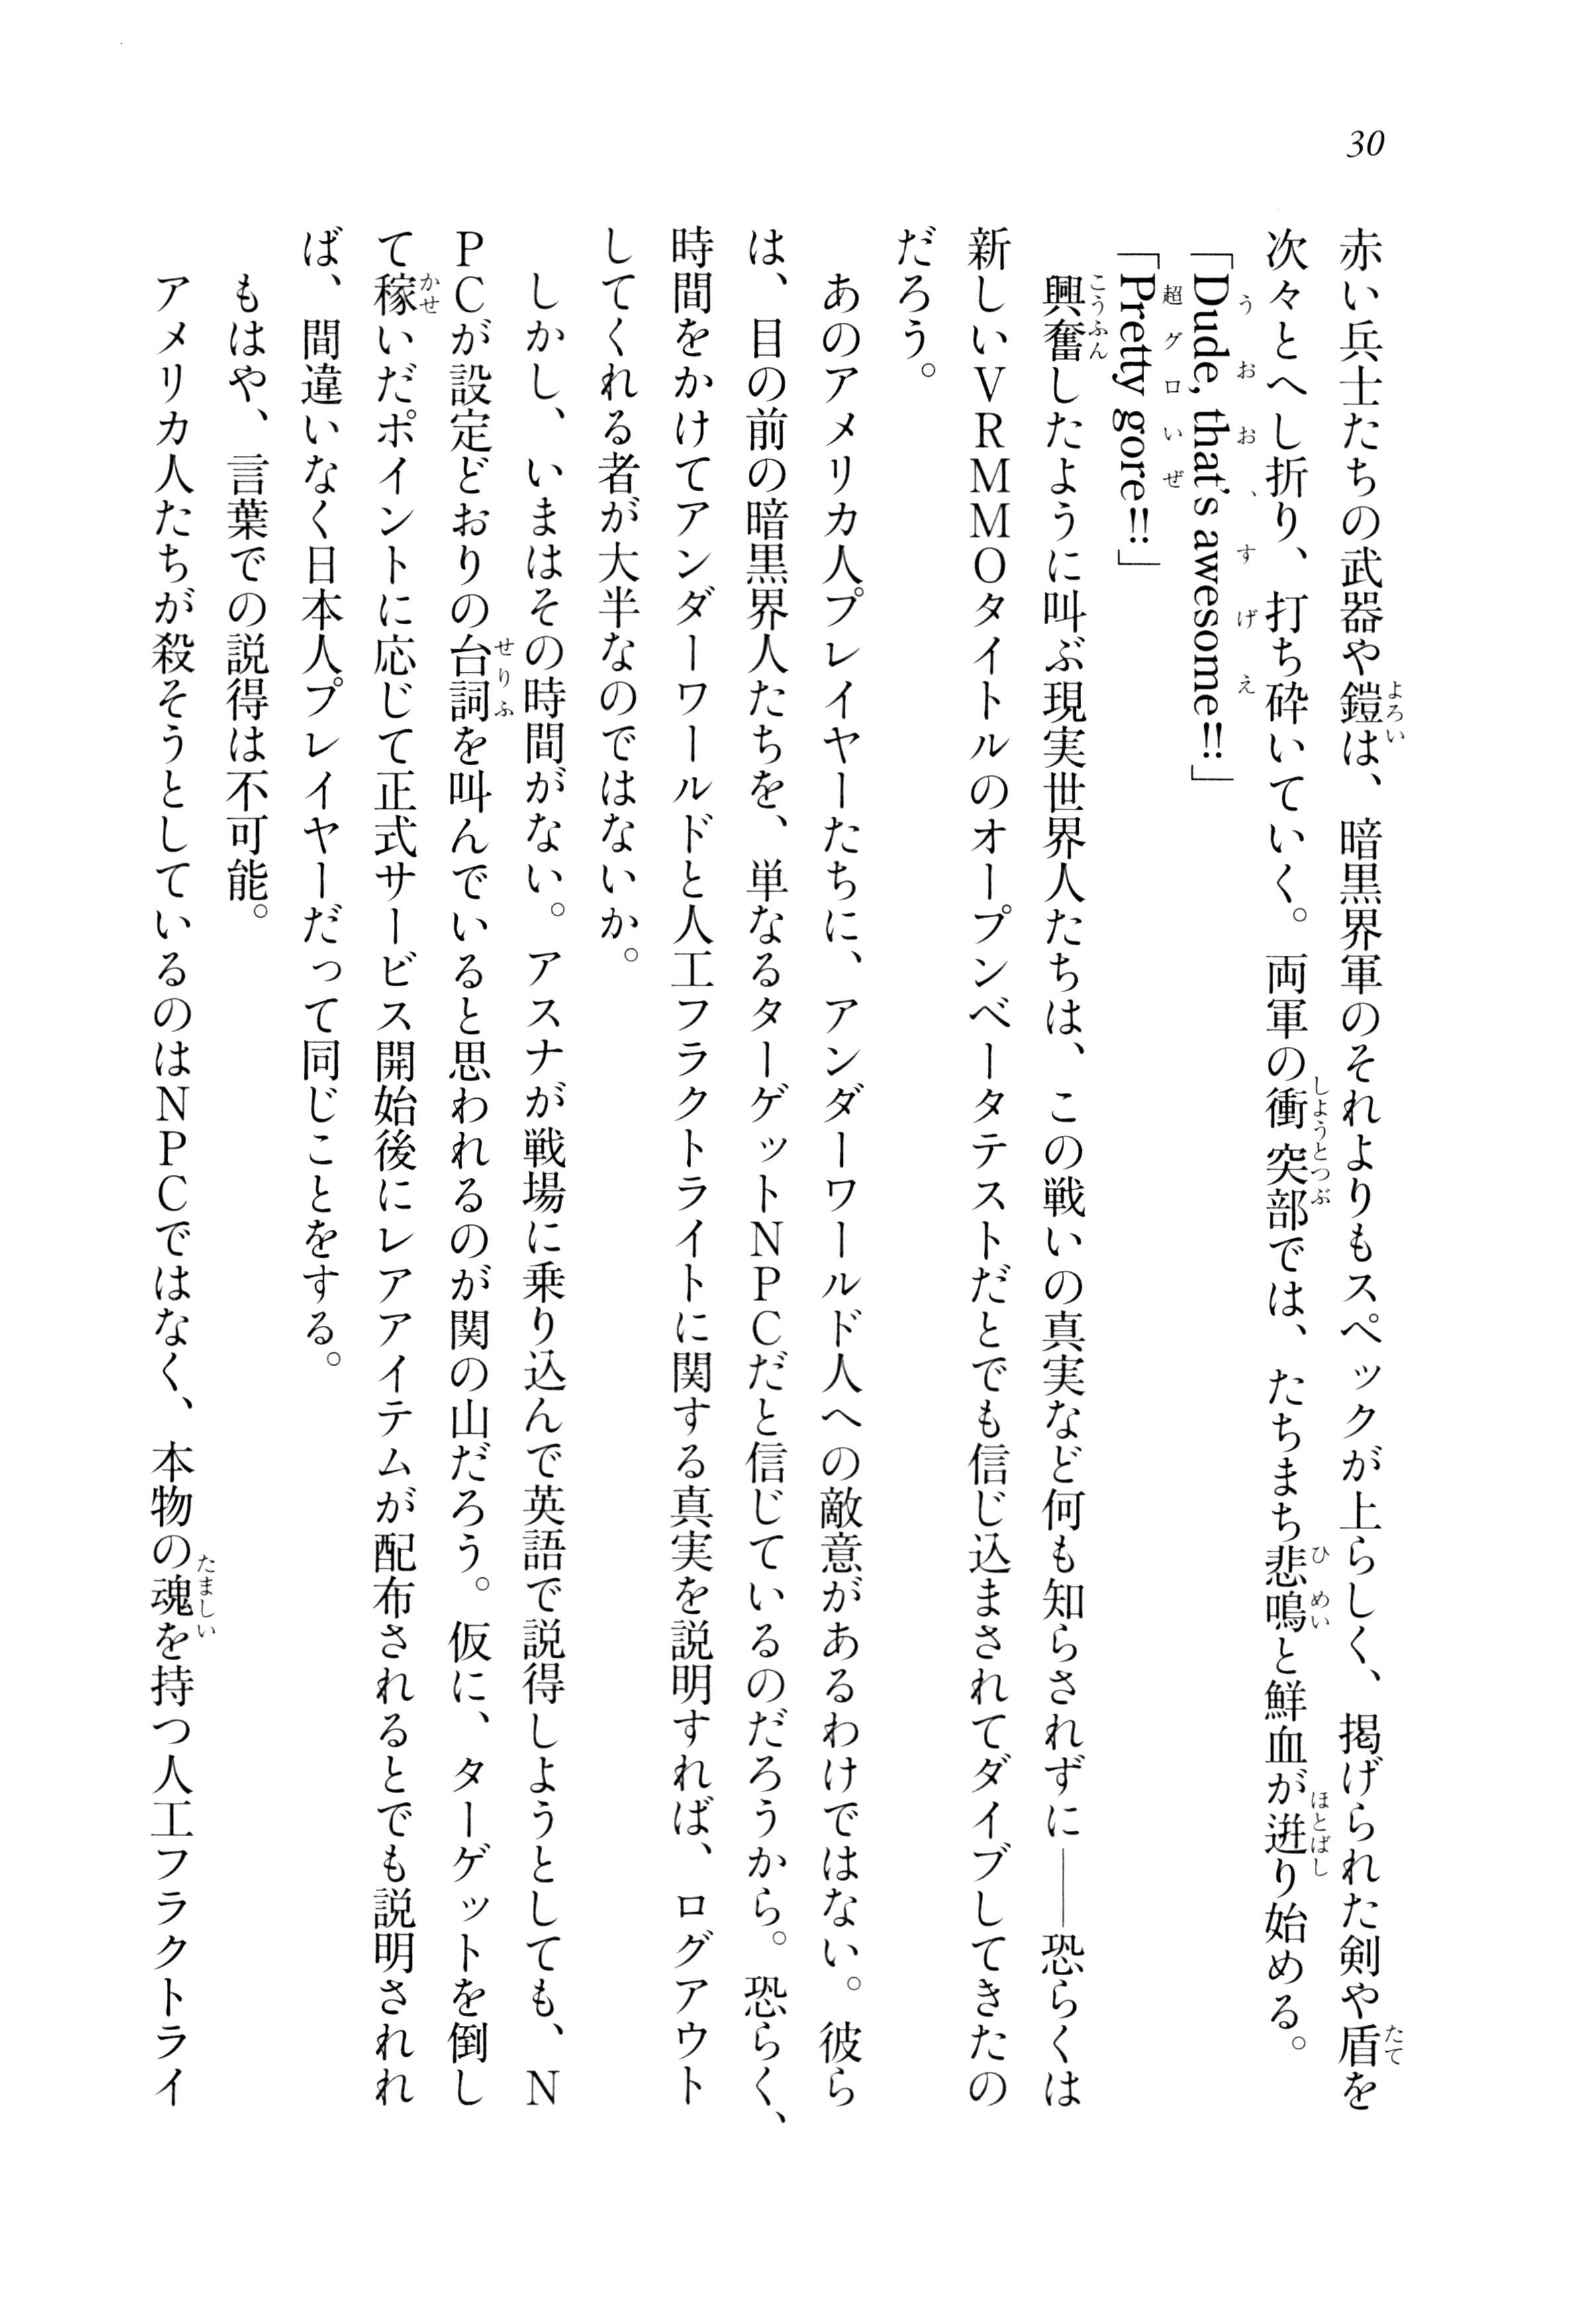 30
赤い兵士たちの武器や鎧は、暗黒界軍のそれよりもスペックが上らしく、掲げられた剣や盾を
次々とへし折り、打ち砕いていく。両軍の衝突部では、たちまち悲鳴と鮮血が迸り始める。
「Dude, that's awesome!!」
「Pretty gore!!」
興奮したように叫ぶ現実世界人たちは、この戦いの真実など何も知らされずに――恐らくは
新しいVRMMOタイトルのオープンベータテストだとでも信じ込まされてダイブしてきたの
だろう。
あのアメリカ人プレイヤーたちに、アンダーワールド人への敵意があるわけではない。彼ら
は、目の前の暗黒界人たちを、単なるターゲットNPCだと信じているのだろうから。恐らく、
時間をかけてアンダーワールドと人工フラクトライトに関する真実を説明すれば、ログアウト
してくれる者が大半なのではないか。
しかし、いまはその時間がない。アスナが戦場に乗り込んで英語で説得しようとしても、N
PCが設定どおりの台詞を叫んでいると思われるのが関の山だろう。仮に、ターゲットを倒し
て稼いだポイントに応じて正式サービス開始後にレアアイテムが配布されるとでも説明されれ
ば、間違いなく日本人プレイヤーだって同じことをする。
もはや、言葉での説得は不可能。
アメリカ人たちが殺そうとしているのはNPCではなく、本物の魂を持つ人工フラクトライ